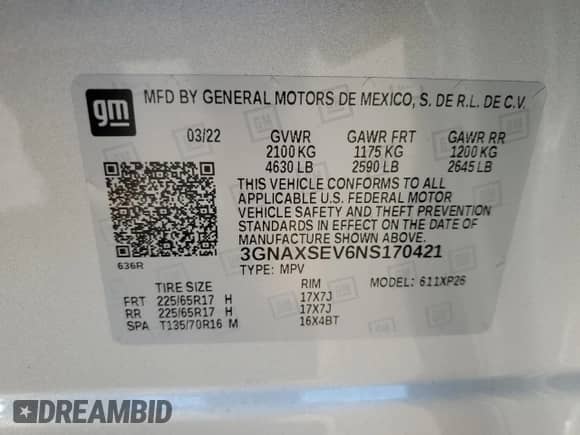 gm MFD BY GENERAL MOTORS DE MEXICO, S. DE R.L. DE C.V.
03/22 GVWR GAWR FRT GAWR RR
2100 KG 1175 KG 1200 KG
4630 LB 2590 LB 2645 LB
THIS VEHICLE CONFORMS TO ALL
APPLICABLE U.S. FEDERAL MOTOR
VEHICLE SAFETY AND THEFT PREVENTION
STANDARDS IN EFFECT ON THE DATE OF
MANUFACTURE SHOWN ABOVE.
636R 3GNAXSEV6NS170421
TYPE: MPV MODEL: 611XP26
TIRE SIZE RIM
FRT 225/65R17 H 17X7J
RR 225/65R17 H 17X7J
SPA T135/70R16 M 16X4BT
DREAMBID